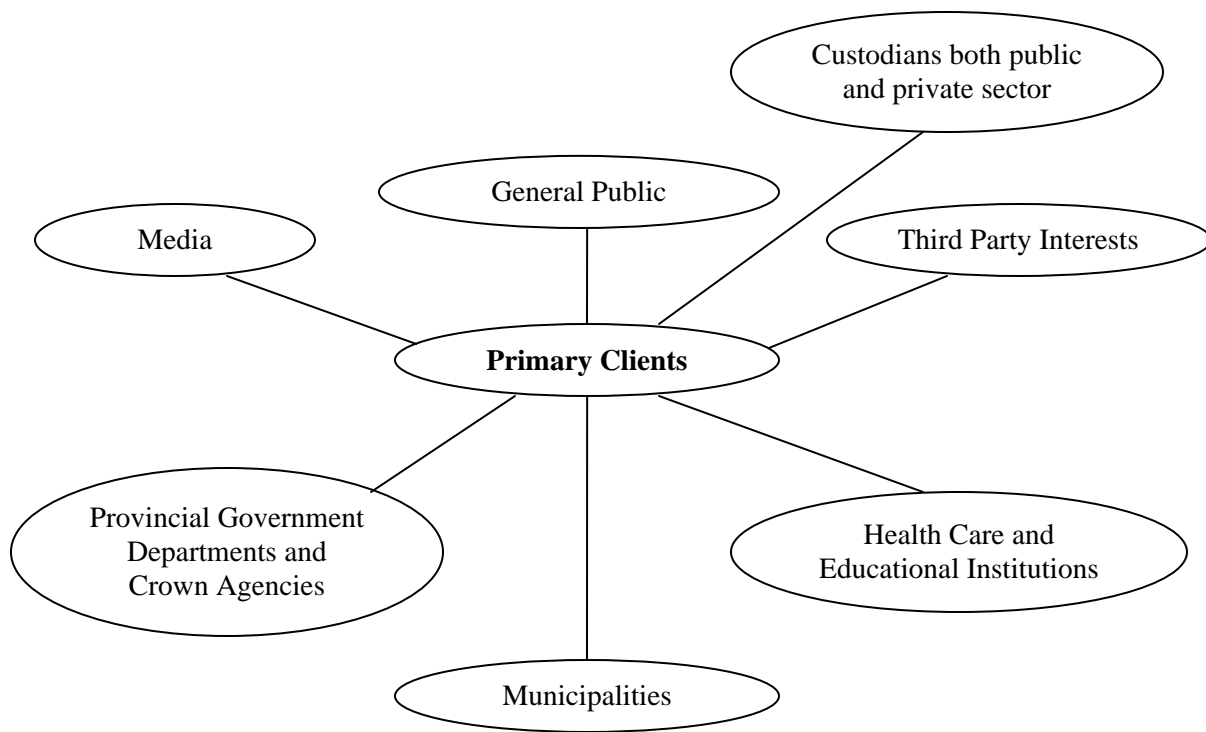 Custodians both public
and private sector
General Public
Media
Third Party Interests
Primary Clients
Provincial Government
Departments and
Crown Agencies
Health Care and
Educational Institutions
Municipalities